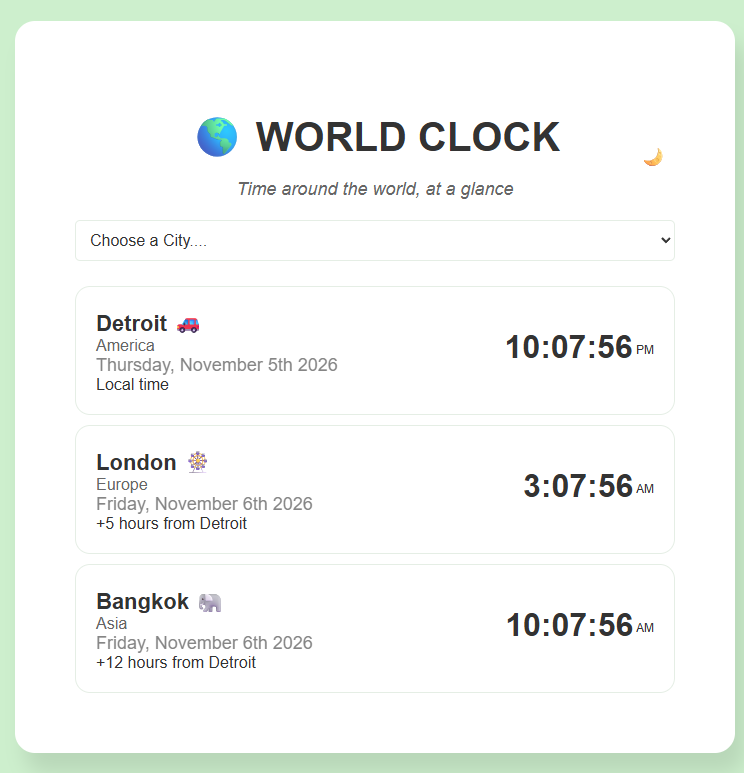 WORLD CLOCK
Time around the world, at a glance
Choose a City....
Detroit
America
Thursday, November 5th 2026
Local time
10:07:56 PM
London
Europe
Friday, November 6th 2026
+5 hours from Detroit
3:07:56 AM
Bangkok
Asia
Friday, November 6th 2026
+12 hours from Detroit
10:07:56 AM